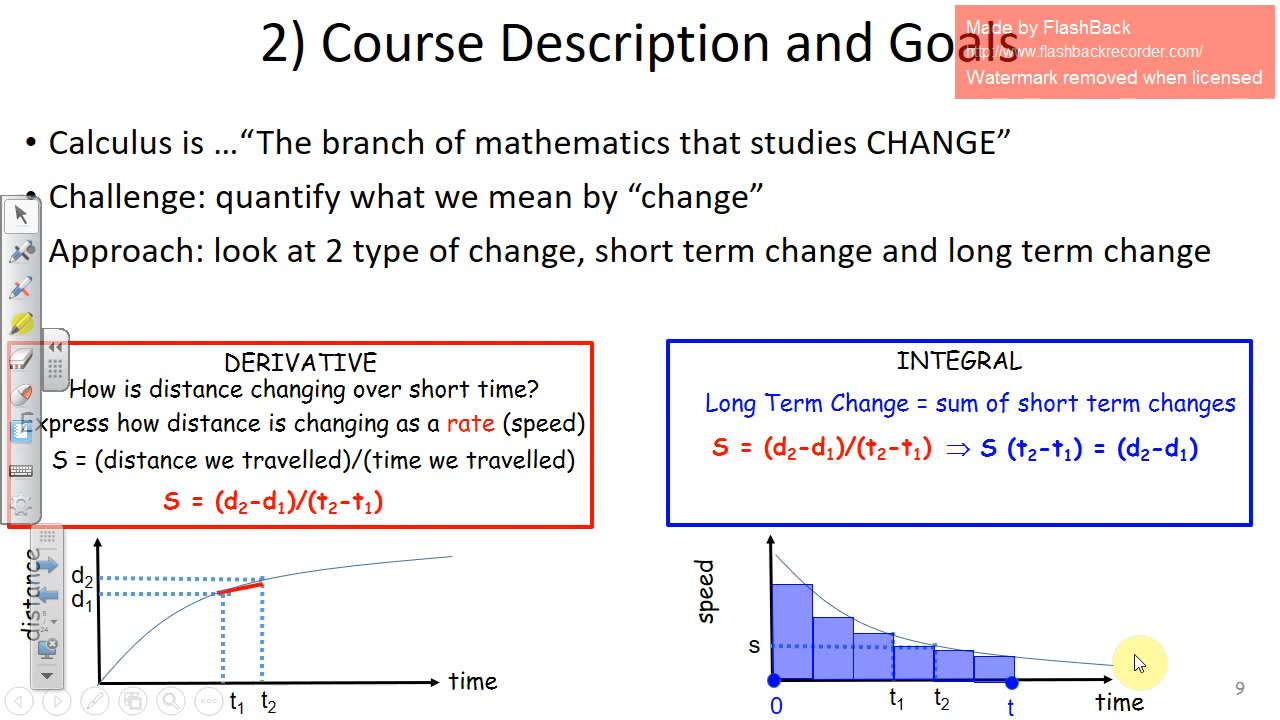 2) Course Description and Goals
Made by FlashBack
http://www.flashbackrecorder.com/
Watermark removed when licensed
• Calculus is …“The branch of mathematics that studies CHANGE”
• Challenge: quantify what we mean by “change”
Approach: look at 2 type of change, short term change and long term change
DERIVATIVE
How is distance changing over short time?
Express how distance is changing as a rate (speed)
S = (distance we travelled)/(time we travelled)
S = (d₂-d₁)/(t₂-t₁)
INTEGRAL
Long Term Change = sum of short term changes
S = (d₂-d₁)/(t₂-t₁) ⇒ S (t₂-t₁) = (d₂-d₁)
distance
d₂
d₁
t₁ t₂
time
speed
s
0
t₁ t₂
t
time
9